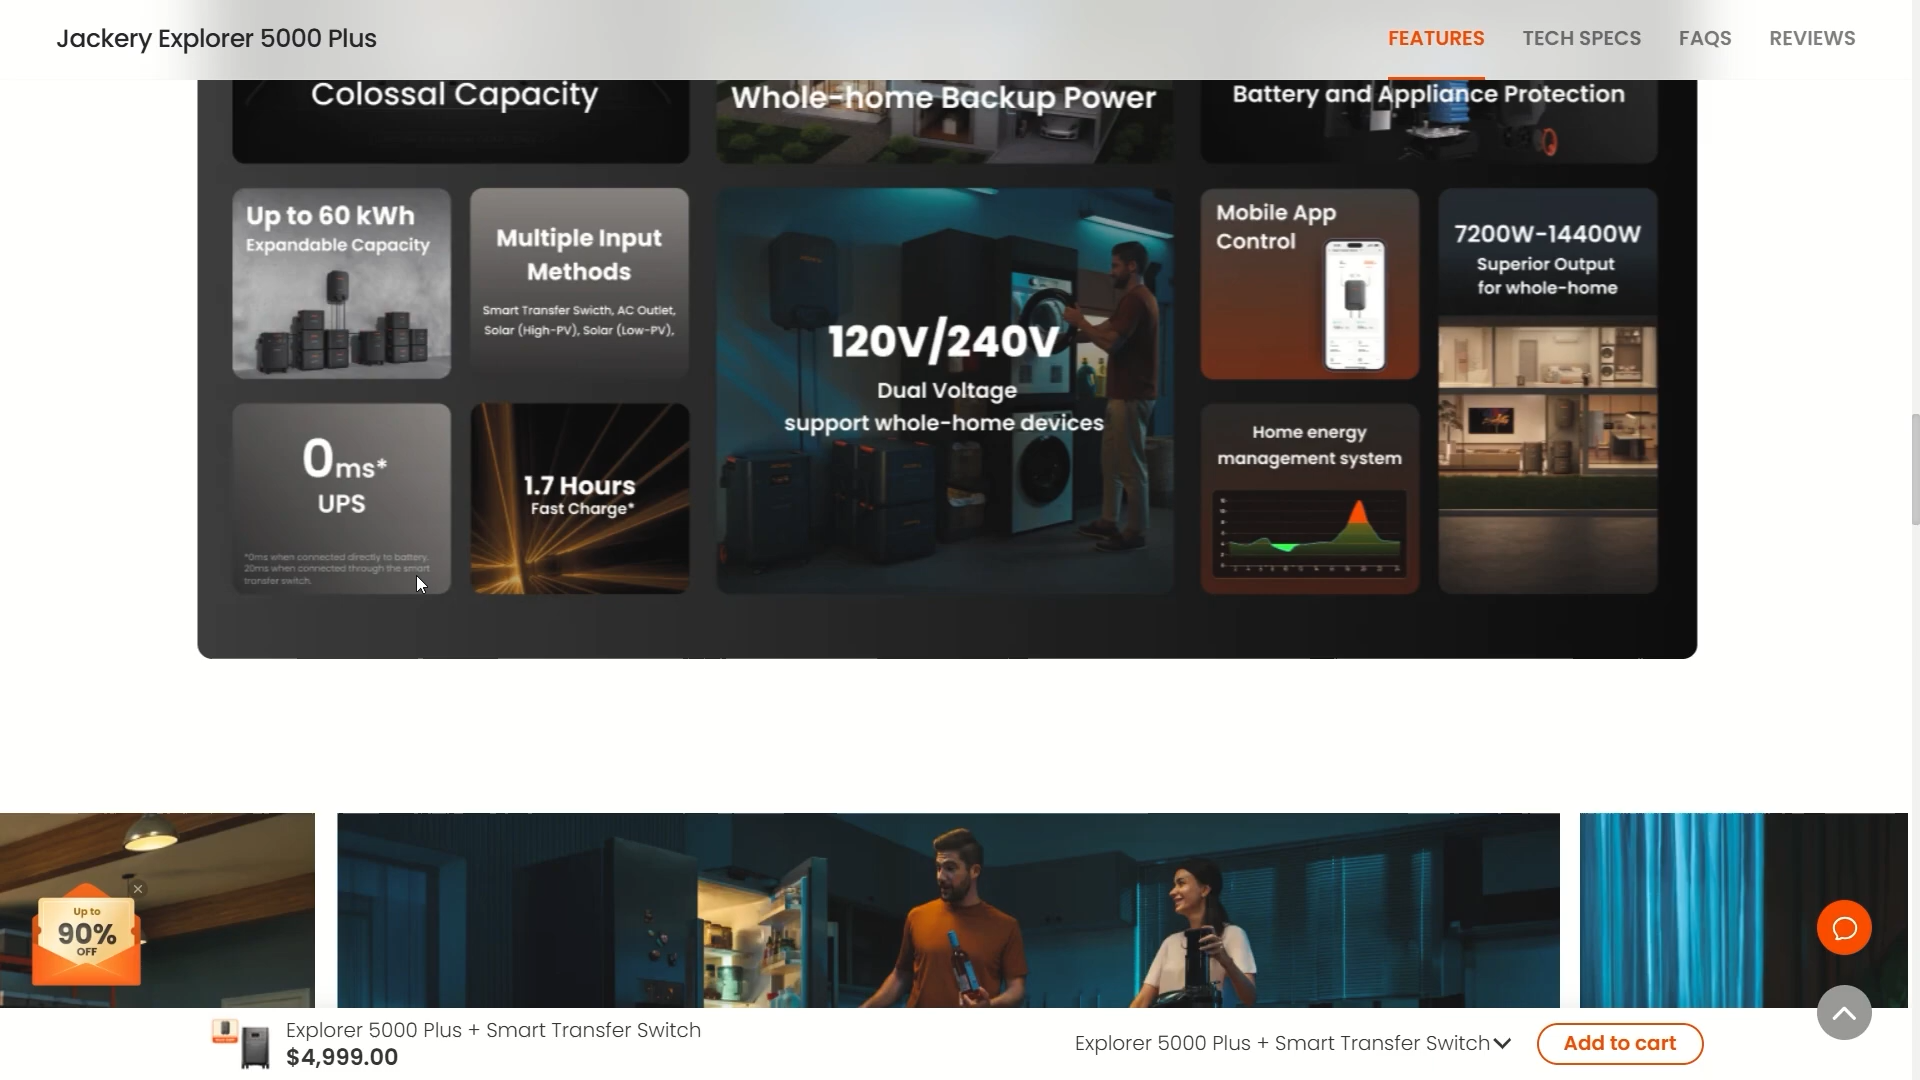 Jackery Explorer 5000 Plus
FEATURES
TECH SPECS
FAQS
REVIEWS
Colossal Capacity
Whole-home Backup Power
Battery and Appliance Protection
Up to 60 kWh
Expandable Capacity
Multiple Input
Methods
Smart Transfer Swicth, AC Outlet,
Solar (High-PV), Solar (Low-PV),
120V/240V
Dual Voltage
support whole-home devices
Mobile App
Control
7200W-14400W
Superior Output
for whole-home
0ms*
UPS
*0ms when connected directly to battery.
20ms when connected through the smart
transfer switch.
1.7 Hours
Fast Charge*
Home energy
management system
Up to
90%
OFF
Explorer 5000 Plus + Smart Transfer Switch
$4,999.00
Explorer 5000 Plus + Smart Transfer Switch
Add to cart